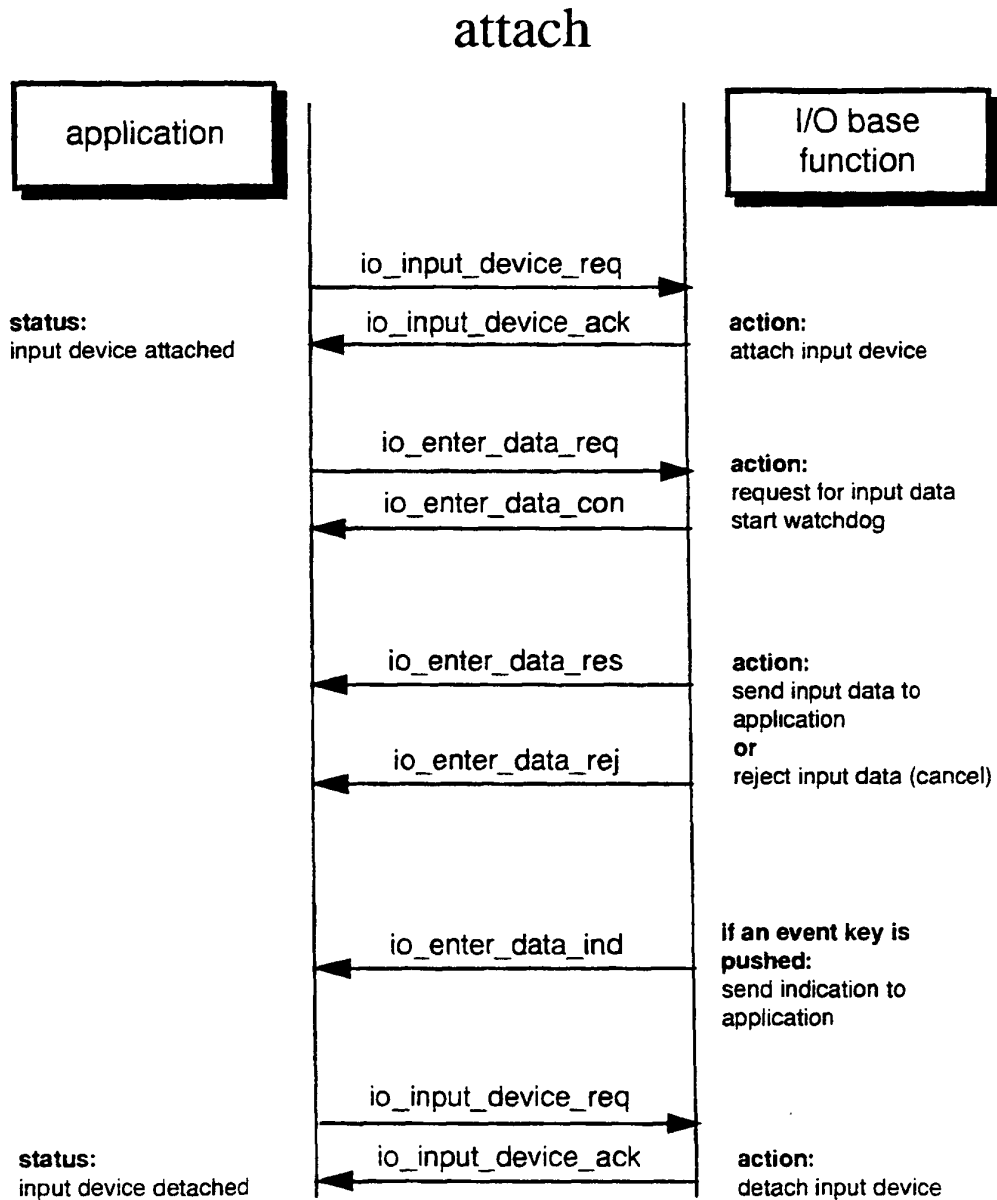 attach
application
I/O base
function
io_input_device_req
status:
input device attached
io_input_device_ack
action:
attach input device
io_enter_data_req
action:
request for input data
start watchdog
io_enter_data_con
io_enter_data_res
action:
send input data to
application
or
reject input data (cancel)
io_enter_data_rej
io_enter_data_ind
if an event key is
pushed:
send indication to
application
io_input_device_req
status:
input device detached
io_input_device_ack
action:
detach input device